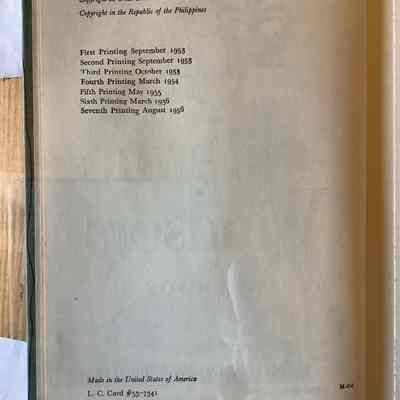 Copyright in the Republic of the Philippines
First Printing September 1953
Second Printing September 1953
Third Printing October 1953
Fourth Printing March 1954
Fifth Printing May 1955
Sixth Printing March 1956
Seventh Printing August 1956
Made in the United States of America
L. C. Card #53-7341